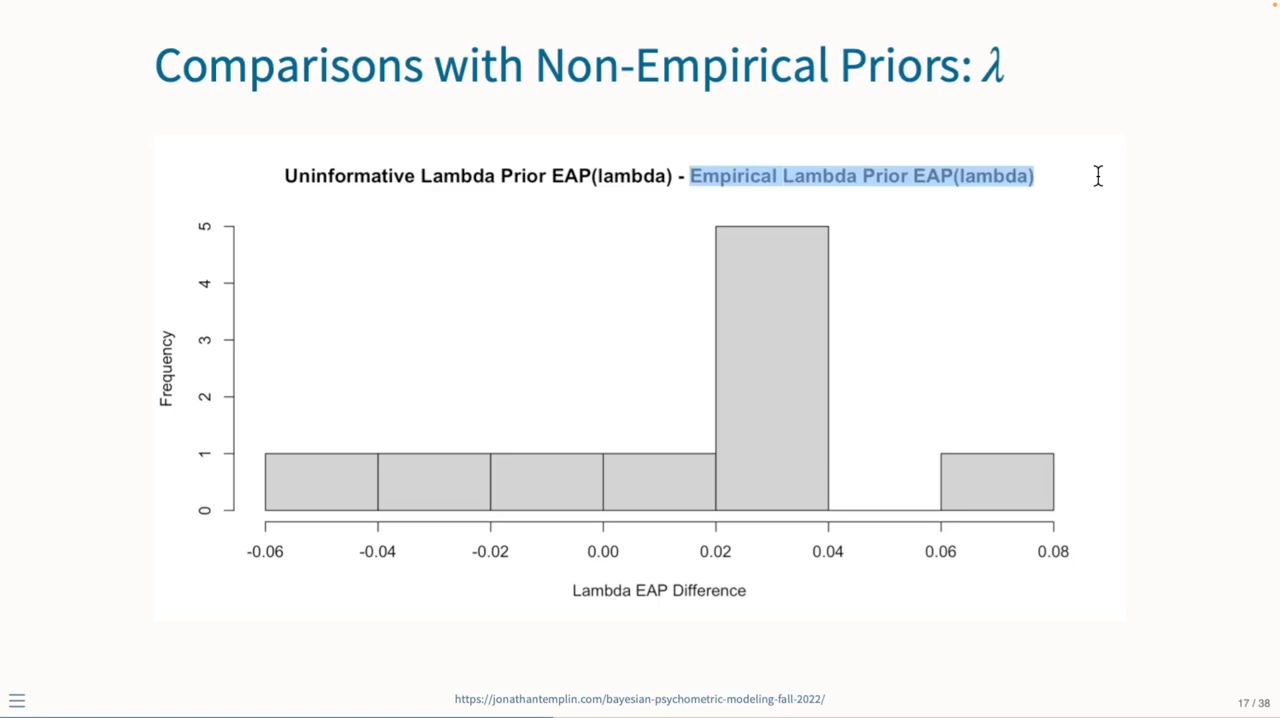 Comparisons with Non-Empirical Priors: λ
Uninformative Lambda Prior EAP(lambda) - Empirical Lambda Prior EAP(lambda)
5
4
3
2
1
0
Frequency
-0.06 -0.04 -0.02 0.00 0.02 0.04 0.06 0.08
Lambda EAP Difference
https://jonathantemplin.com/bayesian-psychometric-modeling-fall-2022/
17 / 38